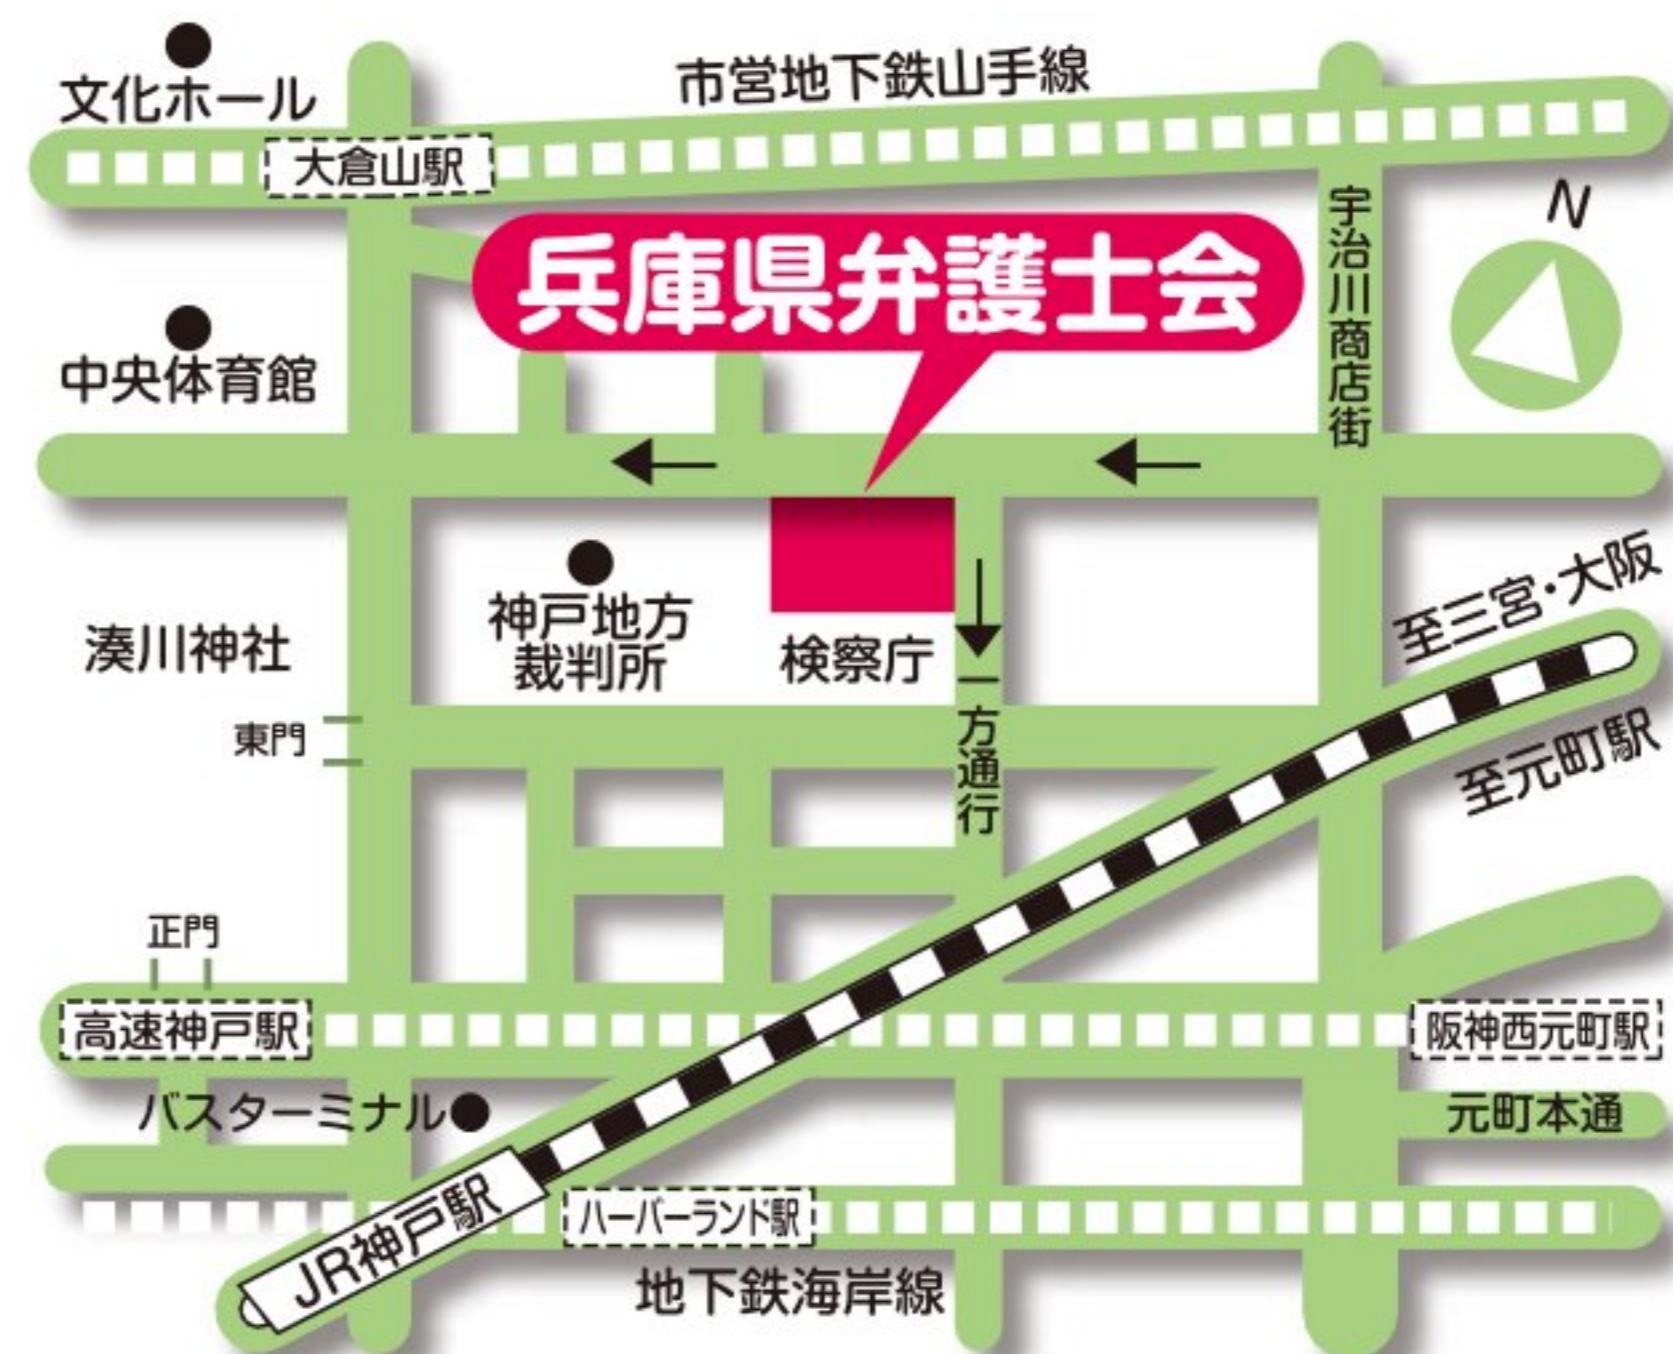 文化ホール
市営地下鉄山手線
大倉山駅
N
兵庫県弁護士会
宇治川商店街
中央体育館
神戸地方
裁判所
検察庁
湊川神社
東門
一方通行
至三宮・大阪
至元町駅
正門
高速神戸駅
阪神西元町駅
バスターミナル
元町本通
JR神戸駅
ハーバーランド駅
地下鉄海岸線